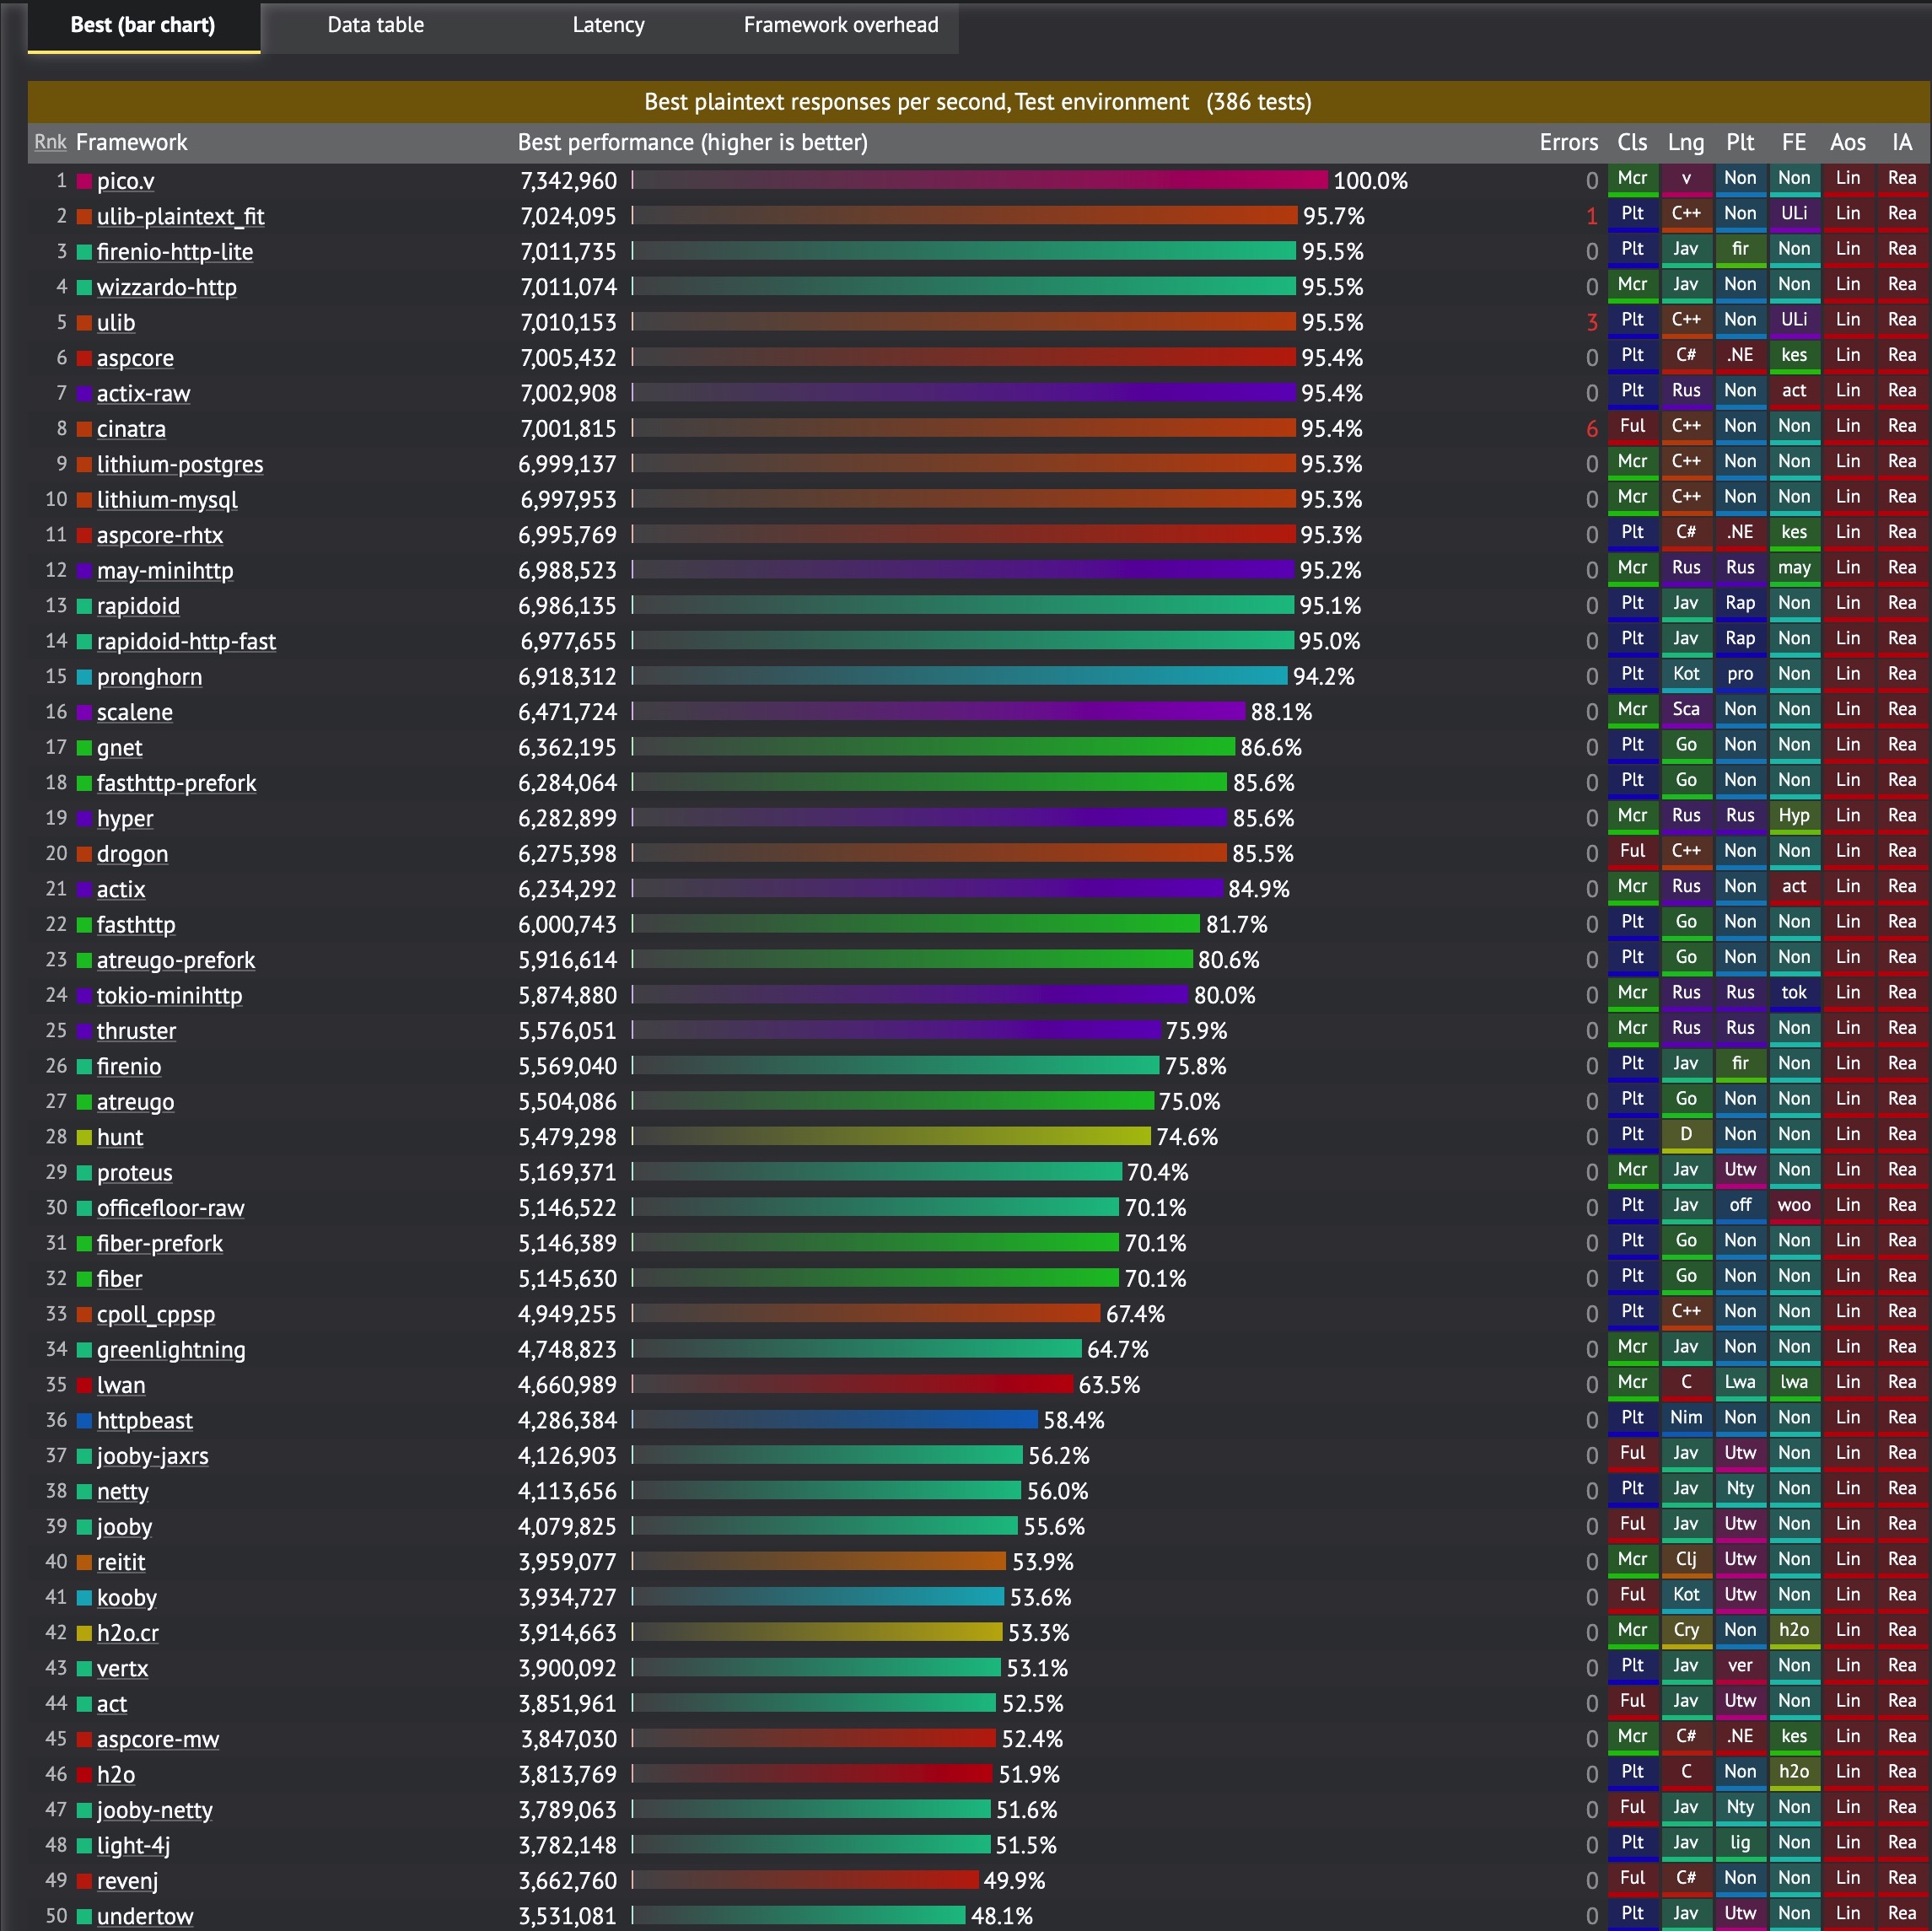 Best (bar chart) Data table Latency Framework overhead
Best plaintext responses per second, Test environment (386 tests)
Rnk Framework Best performance (higher is better) Errors Cls Lng Plt FE Aos IA
1 pico.v 7,342,960 100.0% 0 Mcr v Non Non Lin Rea
2 ulib-plaintext_fit 7,024,095 95.7% 1 Plt C++ Non ULi Lin Rea
3 firenio-http-lite 7,011,735 95.5% 0 Plt Jav fir Non Lin Rea
4 wizzardo-http 7,011,074 95.5% 0 Mcr Jav Non Non Lin Rea
5 ulib 7,010,153 95.5% 3 Plt C++ Non ULi Lin Rea
6 aspcore 7,005,432 95.4% 0 Plt C# .NE kes Lin Rea
7 actix-raw 7,002,908 95.4% 0 Plt Rus Non act Lin Rea
8 cinatra 7,001,815 95.4% 6 Ful C++ Non Non Lin Rea
9 lithium-postgres 6,999,137 95.3% 0 Mcr C++ Non Non Lin Rea
10 lithium-mysql 6,997,953 95.3% 0 Mcr C++ Non Non Lin Rea
11 aspcore-rhtx 6,995,769 95.3% 0 Plt C# .NE kes Lin Rea
12 may-minihttp 6,988,523 95.2% 0 Mcr Rus Rus may Lin Rea
13 rapidoid 6,986,135 95.1% 0 Plt Jav Rap Non Lin Rea
14 rapidoid-http-fast 6,977,655 95.0% 0 Plt Jav Rap Non Lin Rea
15 pronghorn 6,918,312 94.2% 0 Plt Kot pro Non Lin Rea
16 scalene 6,471,724 88.1% 0 Mcr Sca Non Non Lin Rea
17 gnet 6,362,195 86.6% 0 Plt Go Non Non Lin Rea
18 fasthttp-prefork 6,284,064 85.6% 0 Plt Go Non Non Lin Rea
19 hyper 6,282,899 85.6% 0 Mcr Rus Rus Hyp Lin Rea
20 drogon 6,275,398 85.5% 0 Ful C++ Non Non Lin Rea
21 actix 6,234,292 84.9% 0 Mcr Rus Non act Lin Rea
22 fasthttp 6,000,743 81.7% 0 Plt Go Non Non Lin Rea
23 atreugo-prefork 5,916,614 80.6% 0 Plt Go Non Non Lin Rea
24 tokio-minihttp 5,874,880 80.0% 0 Mcr Rus Rus tok Lin Rea
25 thruster 5,576,051 75.9% 0 Mcr Rus Rus Non Lin Rea
26 firenio 5,569,040 75.8% 0 Plt Jav fir Non Lin Rea
27 atreugo 5,504,086 75.0% 0 Plt Go Non Non Lin Rea
28 hunt 5,479,298 74.6% 0 Plt D Non Non Lin Rea
29 proteus 5,169,371 70.4% 0 Mcr Jav Utw Non Lin Rea
30 officefloor-raw 5,146,522 70.1% 0 Plt Jav off woo Lin Rea
31 fiber-prefork 5,146,389 70.1% 0 Plt Go Non Non Lin Rea
32 fiber 5,145,630 70.1% 0 Plt Go Non Non Lin Rea
33 cpoll_cppsp 4,949,255 67.4% 0 Plt C++ Non Non Lin Rea
34 greenlightning 4,748,823 64.7% 0 Mcr Jav Non Non Lin Rea
35 lwan 4,660,989 63.5% 0 Mcr C Lwa lwa Lin Rea
36 httpbeast 4,286,384 58.4% 0 Plt Nim Non Non Lin Rea
37 jooby-jaxrs 4,126,903 56.2% 0 Ful Jav Utw Non Lin Rea
38 netty 4,113,656 56.0% 0 Plt Jav Nty Non Lin Rea
39 jooby 4,079,825 55.6% 0 Ful Jav Utw Non Lin Rea
40 reitit 3,959,077 53.9% 0 Mcr Clj Utw Non Lin Rea
41 kooby 3,934,727 53.6% 0 Ful Kot Utw Non Lin Rea
42 h2o.cr 3,914,663 53.3% 0 Mcr Cry Non h2o Lin Rea
43 vertx 3,900,092 53.1% 0 Plt Jav ver Non Lin Rea
44 act 3,851,961 52.5% 0 Ful Jav Utw Non Lin Rea
45 aspcore-mw 3,847,030 52.4% 0 Mcr C# .NE kes Lin Rea
46 h2o 3,813,769 51.9% 0 Plt C Non h2o Lin Rea
47 jooby-netty 3,789,063 51.6% 0 Ful Jav Nty Non Lin Rea
48 light-4j 3,782,148 51.5% 0 Plt Jav lig Non Lin Rea
49 revenj 3,662,760 49.9% 0 Ful C# Non Non Lin Rea
50 undertow 3,531,081 48.1% 0 Plt Jav Utw Non Lin Rea